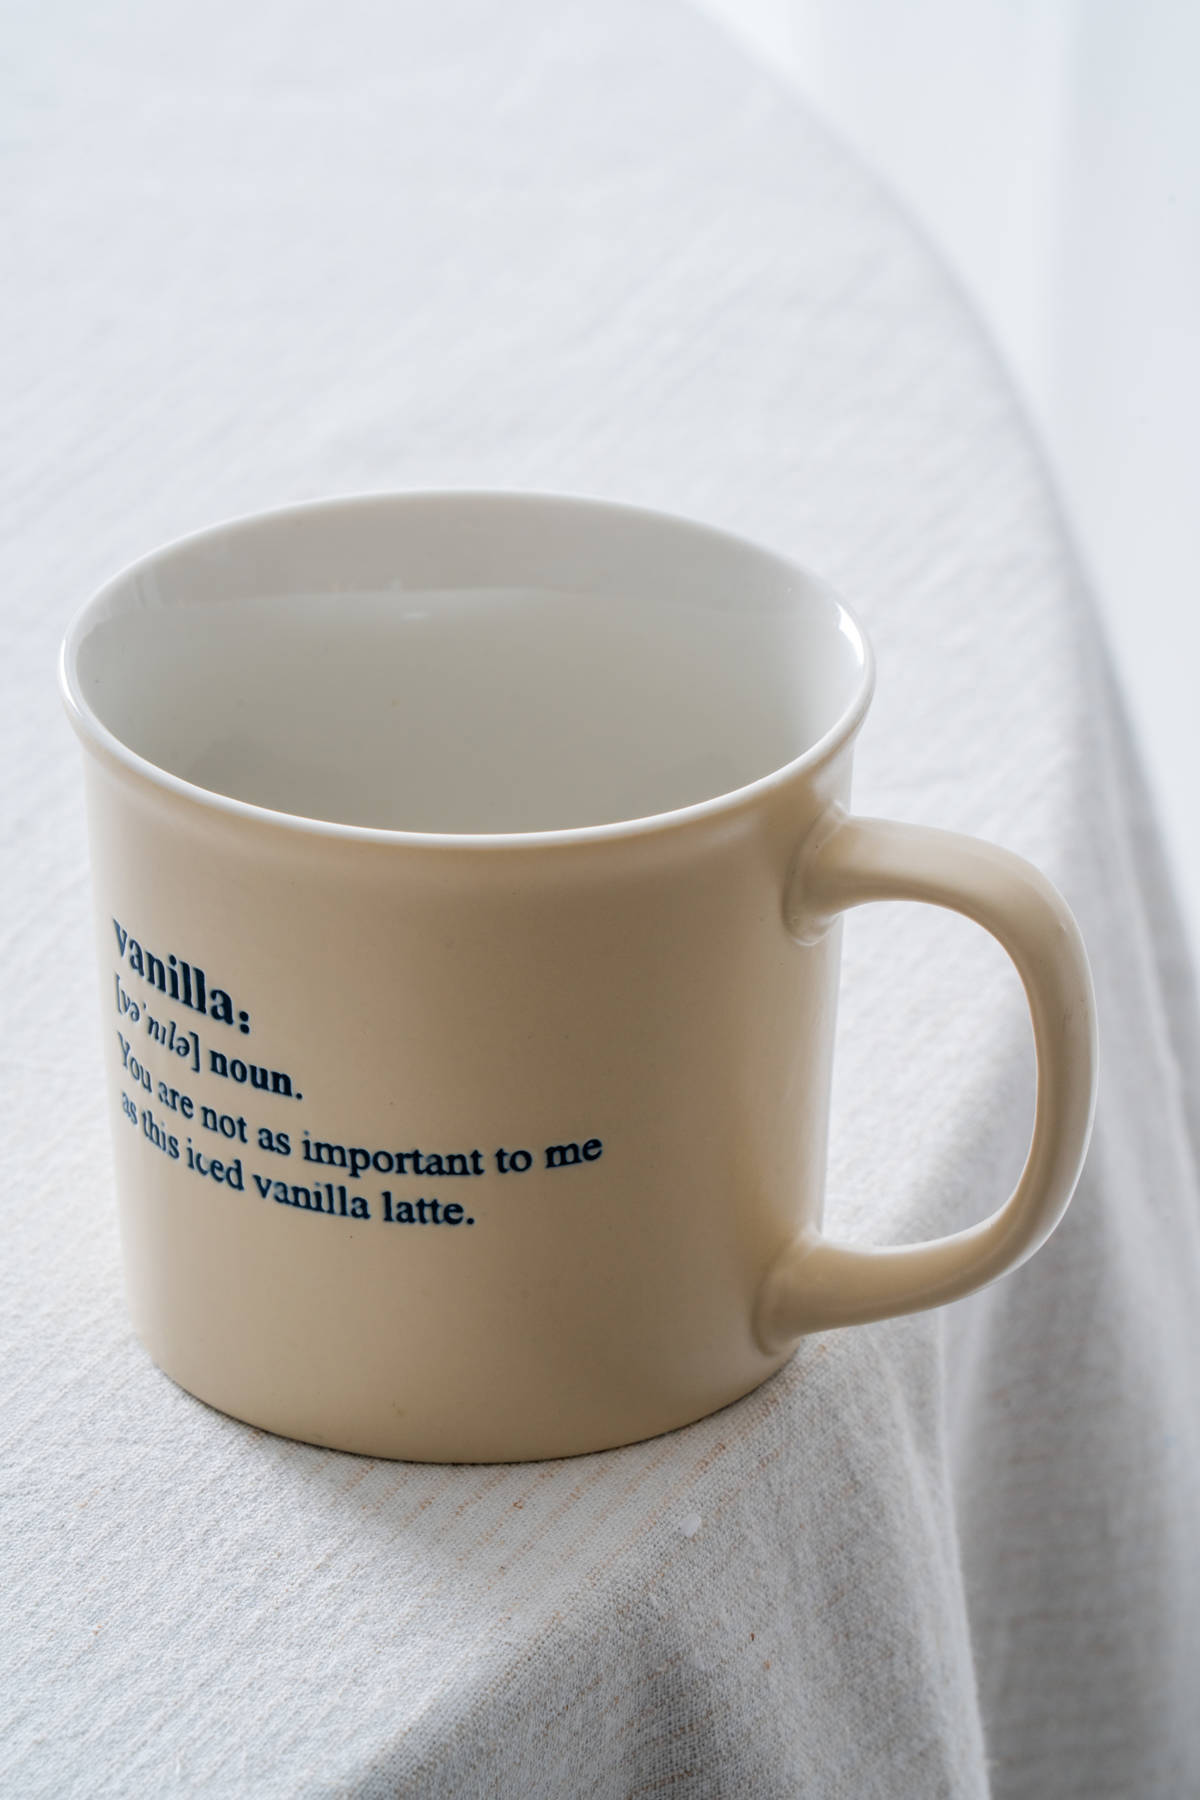 vanilla:
[vəˈnɪlə] noun.
You are not as important to me
as this iced vanilla latte.